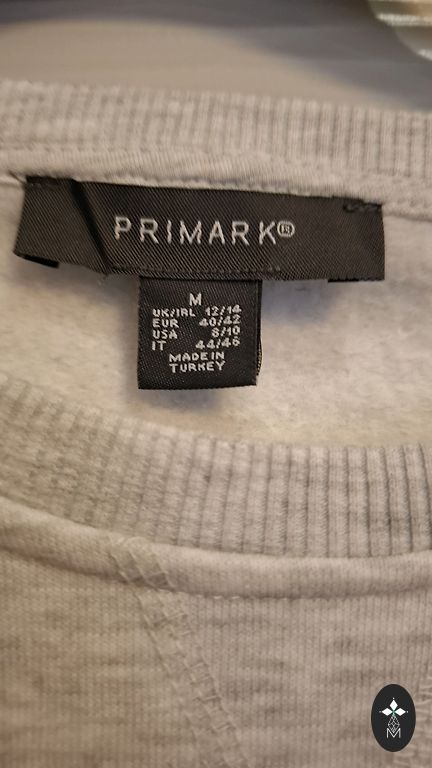 PRIMARK®
M
UK/IRL 12/14
EUR 40/42
USA 8/10
IT 44/46
MADE IN
TURKEY
M